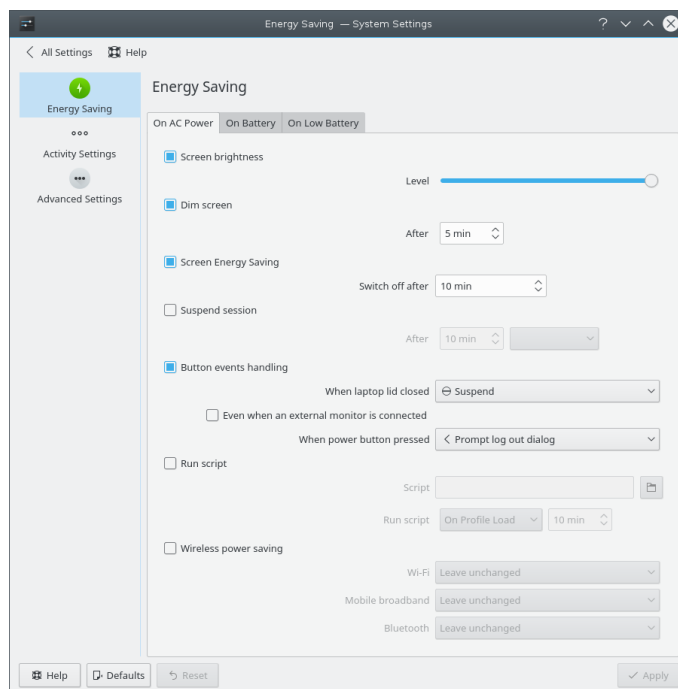 Energy Saving — System Settings
All Settings Help
Energy Saving
Activity Settings
Advanced Settings
Energy Saving
On AC Power On Battery On Low Battery
Screen brightness
Level
Dim screen
After 5 min
Screen Energy Saving
Switch off after 10 min
Suspend session
After 10 min
Button events handling
When laptop lid closed Suspend
Even when an external monitor is connected
When power button pressed Prompt log out dialog
Run script
Script
Run script On Profile Load 10 min
Wireless power saving
Wi-Fi Leave unchanged
Mobile broadband Leave unchanged
Bluetooth Leave unchanged
Help Defaults Reset Apply